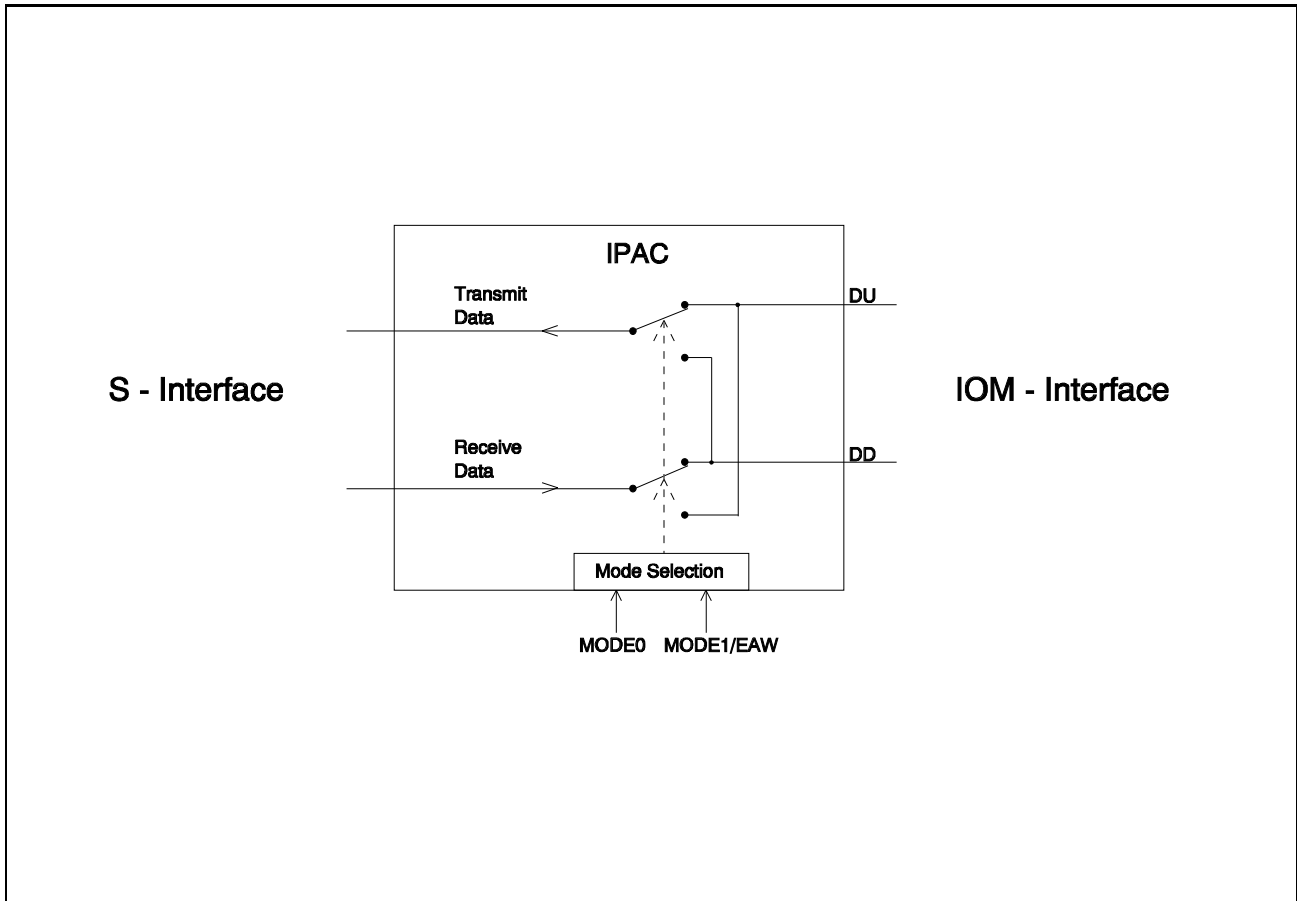 IPAC
Transmit
Data
DU
S - Interface
IOM - Interface
Receive
Data
DD
Mode Selection
MODE0
MODE1/EAW